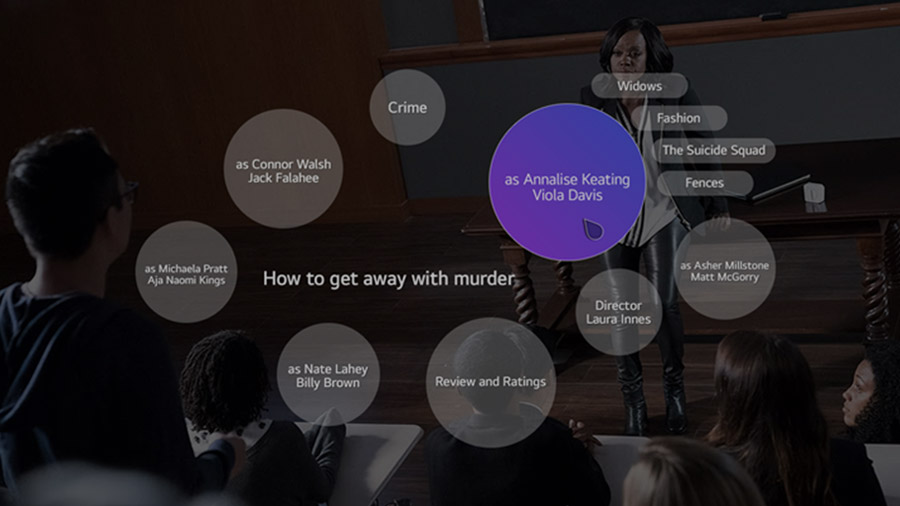 Crime
as Connor Walsh
Jack Falahee
as Annalise Keating
Viola Davis
Widows
Fashion
The Suicide Squad
Fences
as Michaela Pratt
Aja Naomi Kings
How to get away with murder
as Asher Millstone
Matt McGorry
Director
Laura Innes
as Nate Lahey
Billy Brown
Review and Ratings